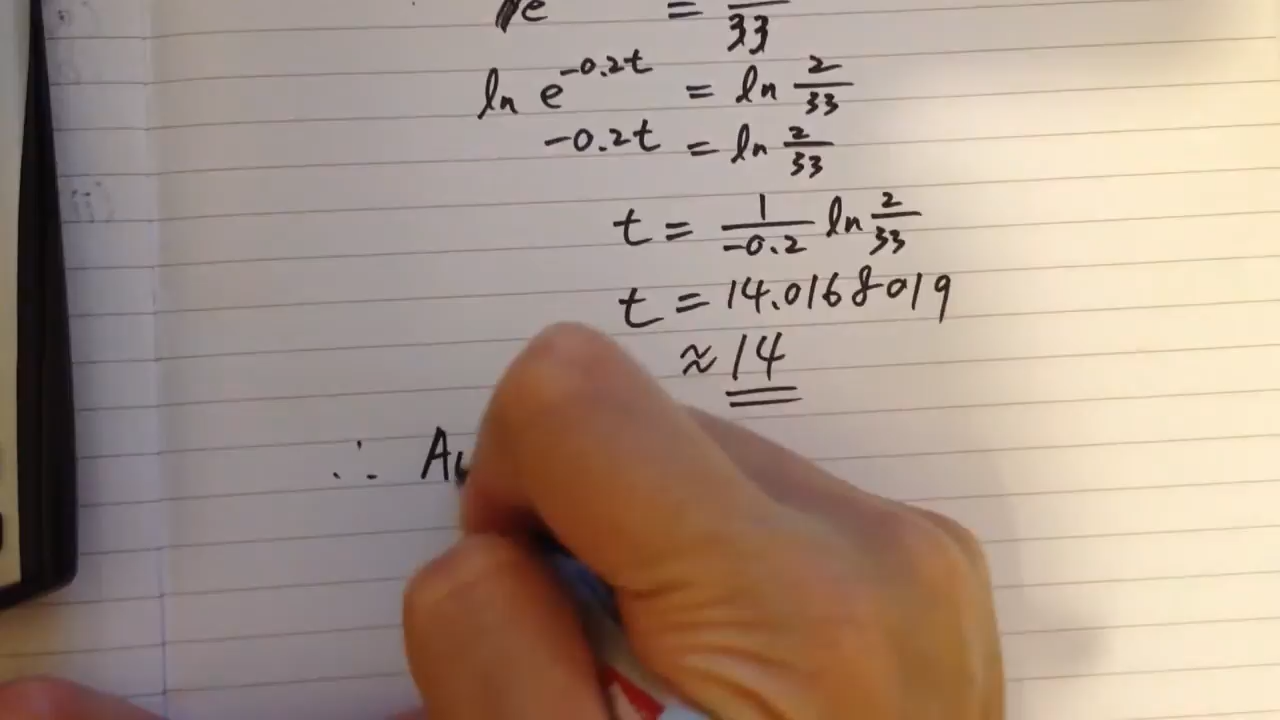 e = /33
ln e^-0.2t = ln 2/33
-0.2t = ln 2/33
t = 1/-0.2 ln 2/33
t = 14.0168019
≈ 14
∴